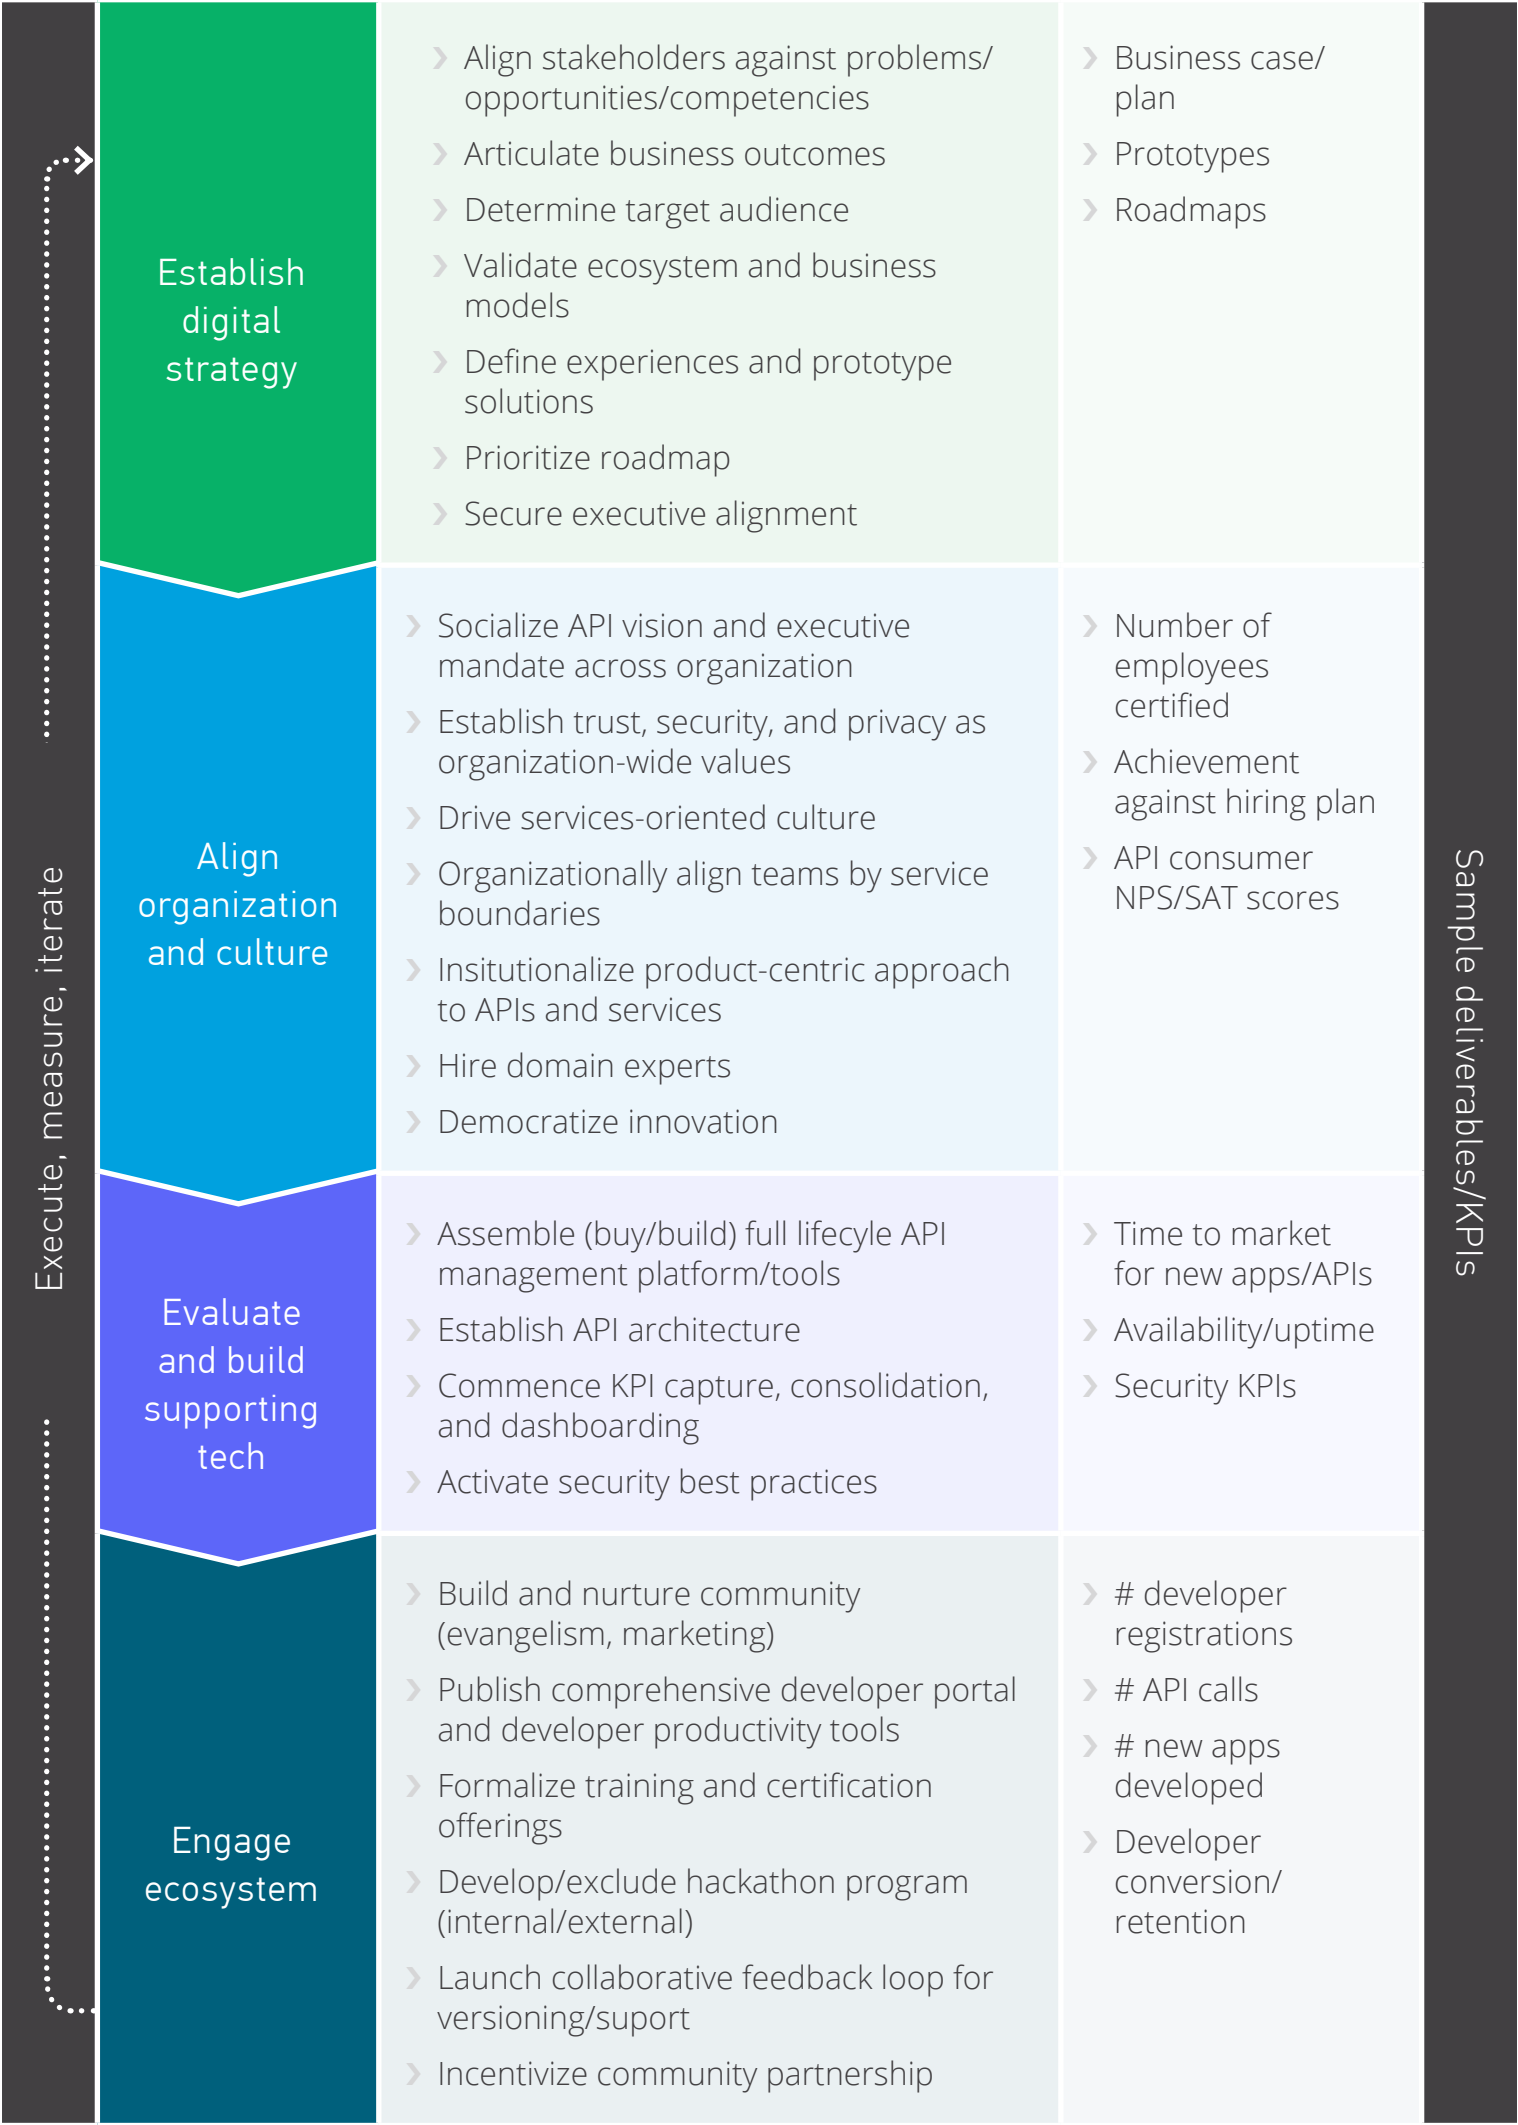 Execute, measure, iterate
Establish
digital
strategy
› Align stakeholders against problems/
opportunities/competencies
› Articulate business outcomes
› Determine target audience
› Validate ecosystem and business
models
› Define experiences and prototype
solutions
› Prioritize roadmap
› Secure executive alignment
› Business case/
plan
› Prototypes
› Roadmaps
Align
organization
and culture
› Socialize API vision and executive
mandate across organization
› Establish trust, security, and privacy as
organization-wide values
› Drive services-oriented culture
› Organizationally align teams by service
boundaries
› Insitutionalize product-centric approach
to APIs and services
› Hire domain experts
› Democratize innovation
› Number of
employees
certified
› Achievement
against hiring plan
› API consumer
NPS/SAT scores
Evaluate
and build
supporting
tech
› Assemble (buy/build) full lifecyle API
management platform/tools
› Establish API architecture
› Commence KPI capture, consolidation,
and dashboarding
› Activate security best practices
› Time to market
for new apps/APIs
› Availability/uptime
› Security KPIs
Engage
ecosystem
› Build and nurture community
(evangelism, marketing)
› Publish comprehensive developer portal
and developer productivity tools
› Formalize training and certification
offerings
› Develop/exclude hackathon program
(internal/external)
› Launch collaborative feedback loop for
versioning/suport
› Incentivize community partnership
› # developer
registrations
› # API calls
› # new apps
developed
› Developer
conversion/
retention
Sample deliverables/KPIs